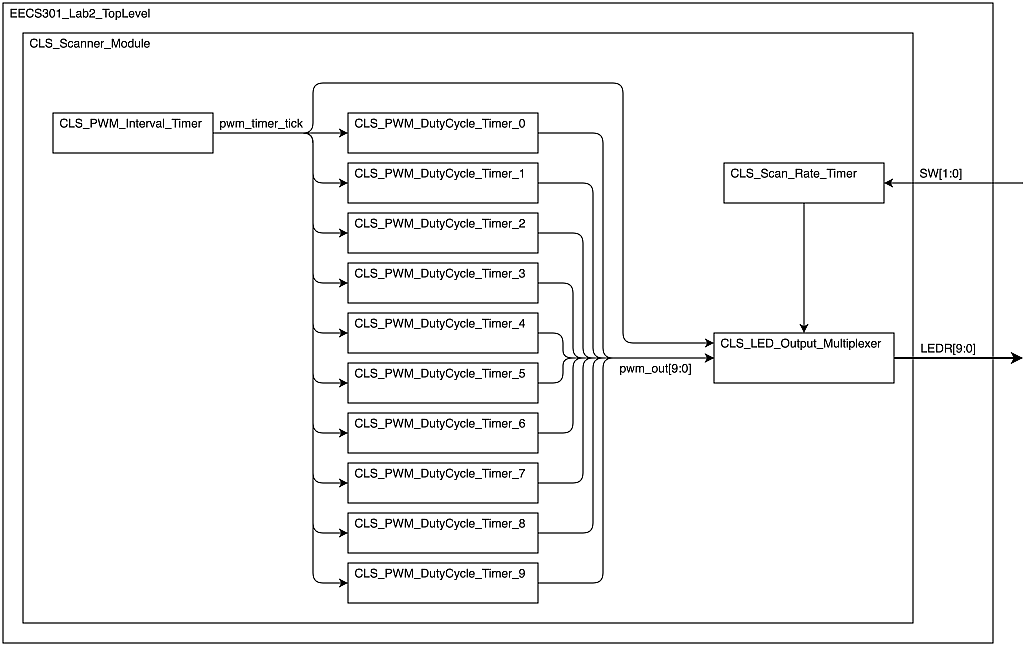 EECS301_Lab2_TopLevel
CLS_Scanner_Module
CLS_PWM_Interval_Timer
pwm_timer_tick
CLS_PWM_DutyCycle_Timer_0
CLS_PWM_DutyCycle_Timer_1
CLS_PWM_DutyCycle_Timer_2
CLS_PWM_DutyCycle_Timer_3
CLS_PWM_DutyCycle_Timer_4
CLS_PWM_DutyCycle_Timer_5
CLS_PWM_DutyCycle_Timer_6
CLS_PWM_DutyCycle_Timer_7
CLS_PWM_DutyCycle_Timer_8
CLS_PWM_DutyCycle_Timer_9
pwm_out[9:0]
CLS_Scan_Rate_Timer
SW[1:0]
CLS_LED_Output_Multiplexer
LEDR[9:0]